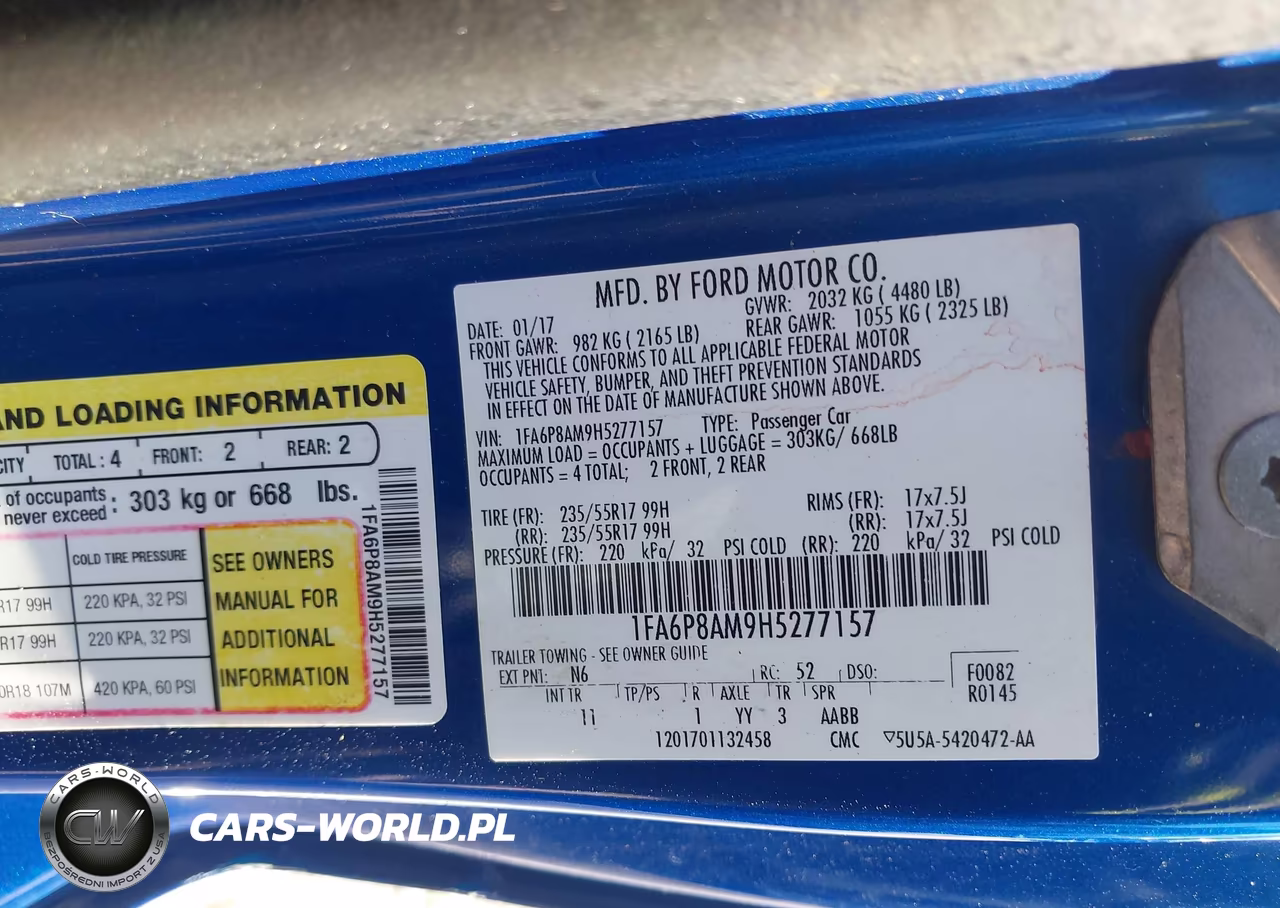 MFD. BY FORD MOTOR CO.
DATE: 01/17 GVWR: 2032 KG ( 4480 LB)
FRONT GAWR: 982 KG ( 2165 LB) REAR GAWR: 1055 KG ( 2325 LB)
THIS VEHICLE CONFORMS TO ALL APPLICABLE FEDERAL MOTOR
VEHICLE SAFETY, BUMPER, AND THEFT PREVENTION STANDARDS
IN EFFECT ON THE DATE OF MANUFACTURE SHOWN ABOVE.
VIN: 1FA6P8AM9H5277157 TYPE: Passenger Car
MAXIMUM LOAD = OCCUPANTS + LUGGAGE = 303KG/ 668LB
OCCUPANTS = 4 TOTAL; 2 FRONT, 2 REAR
TIRE (FR): 235/55R17 99H RIMS (FR): 17x7.5J
(RR): 235/55R17 99H (RR): 17x7.5J
PRESSURE (FR): 220 kPa/ 32 PSI COLD (RR): 220 kPa/ 32 PSI COLD
1FA6P8AM9H5277157
TRAILER TOWING - SEE OWNER GUIDE
EXT PNT: N6 RC: 52 DSO: F0082
INT TR TP/PS R AXLE TR SPR R0145
11 1 YY 3 AABB
1201701132458 CMC ▽5U5A-5420472-AA
AND LOADING INFORMATION
CITY TOTAL: 4 FRONT: 2 REAR: 2
of occupants
never exceed : 303 kg or 668 lbs.
COLD TIRE PRESSURE
R17 99H 220 KPA, 32 PSI
R17 99H 220 KPA, 32 PSI
0R18 107M 420 KPA, 60 PSI
SEE OWNERS
MANUAL FOR
ADDITIONAL
INFORMATION
1FA6P8AM9H5277157
CARS-WORLD
CW
BEZPOŚREDNI IMPORT Z USA
CARS-WORLD.PL